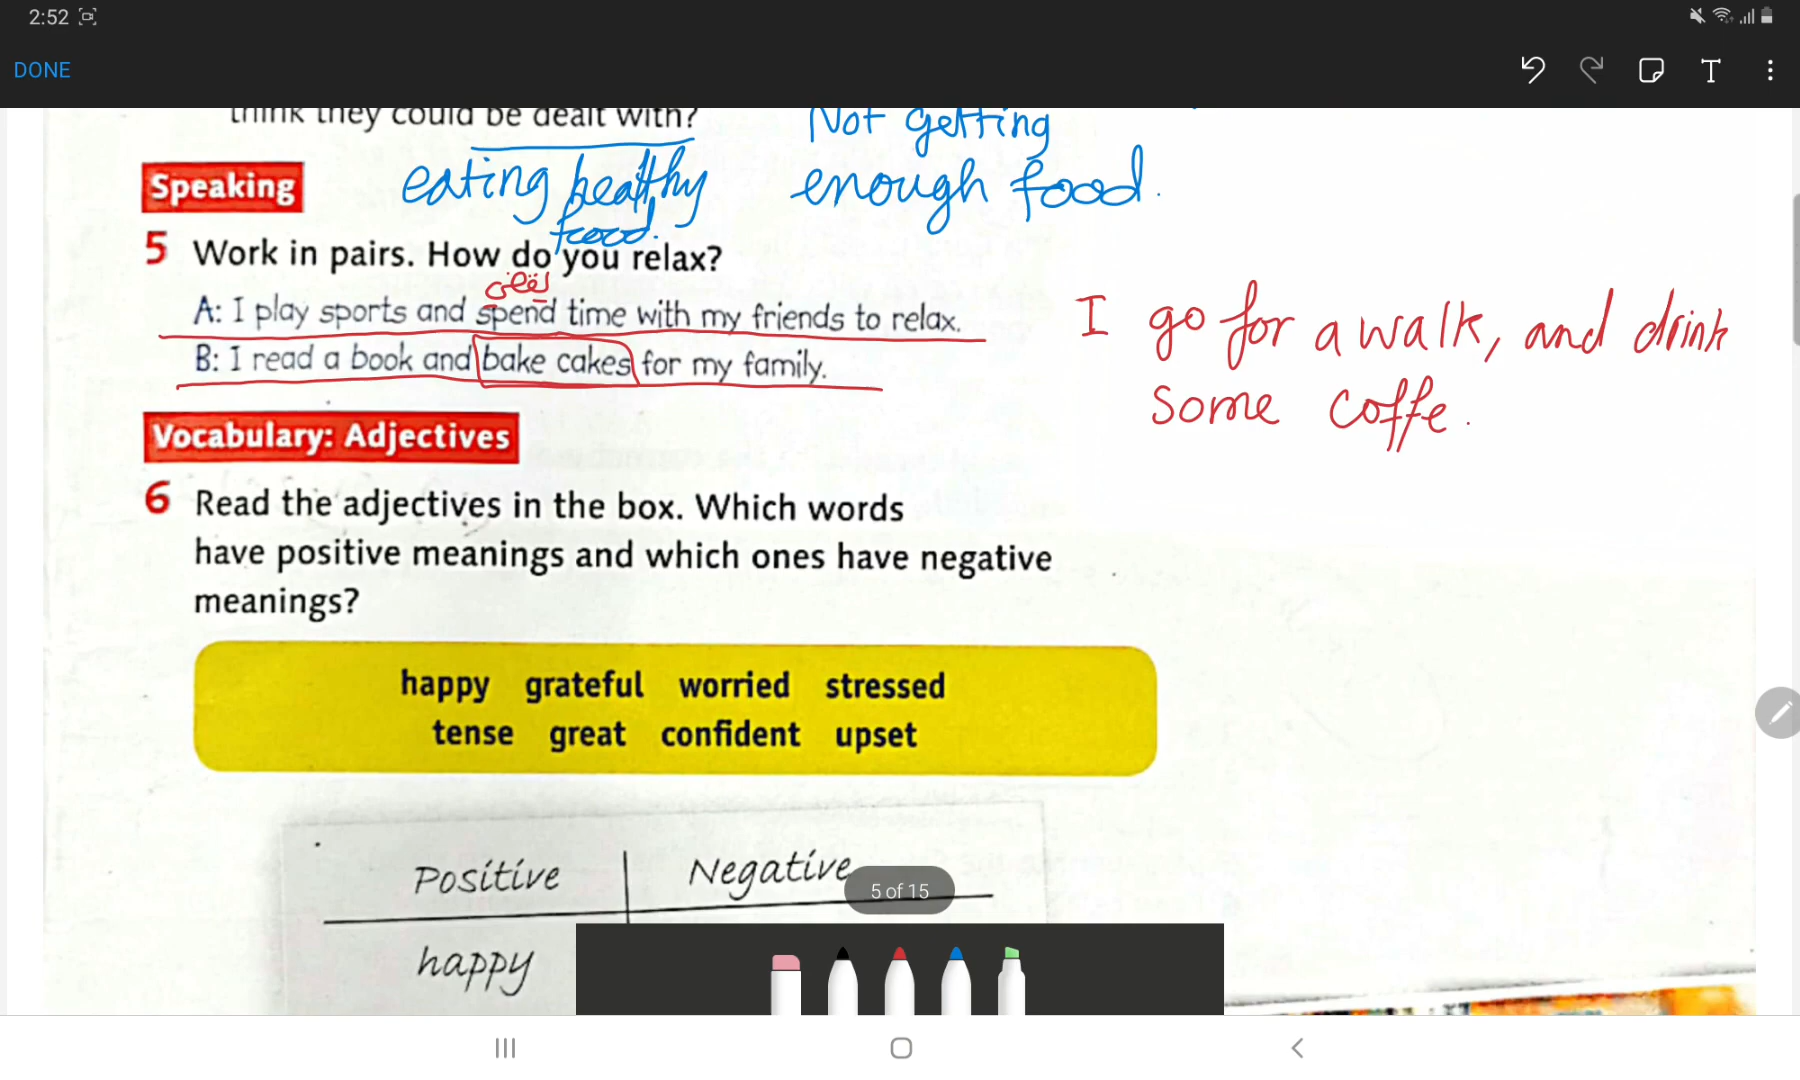 2:52
DONE
think they could be dealt with?
Not getting
Speaking
eating healthy
food.
enough food.
5 Work in pairs. How do you relax?
A: I play sports and spend time with my friends to relax.
B: I read a book and bake cakes for my family.
I go for a walk, and drink
some coffe.
Vocabulary: Adjectives
6 Read the adjectives in the box. Which words
have positive meanings and which ones have negative
meanings?
happy grateful worried stressed
tense great confident upset
Positive Negative
5 of 15
happy